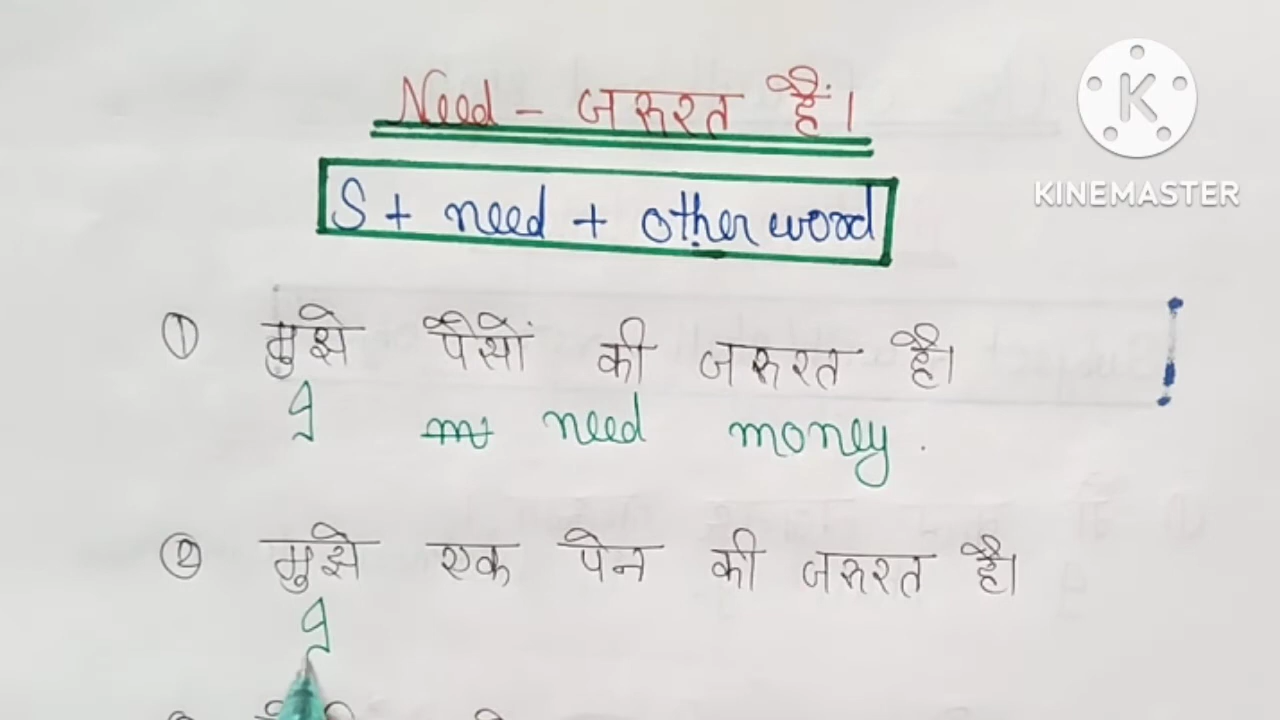 Need - जरूरत हैं।
S + need + other word
① मुझे पैसों की जरूरत है।
I need money.
② मुझे एक पेन की जरूरत है।
I
K
KINEMASTER